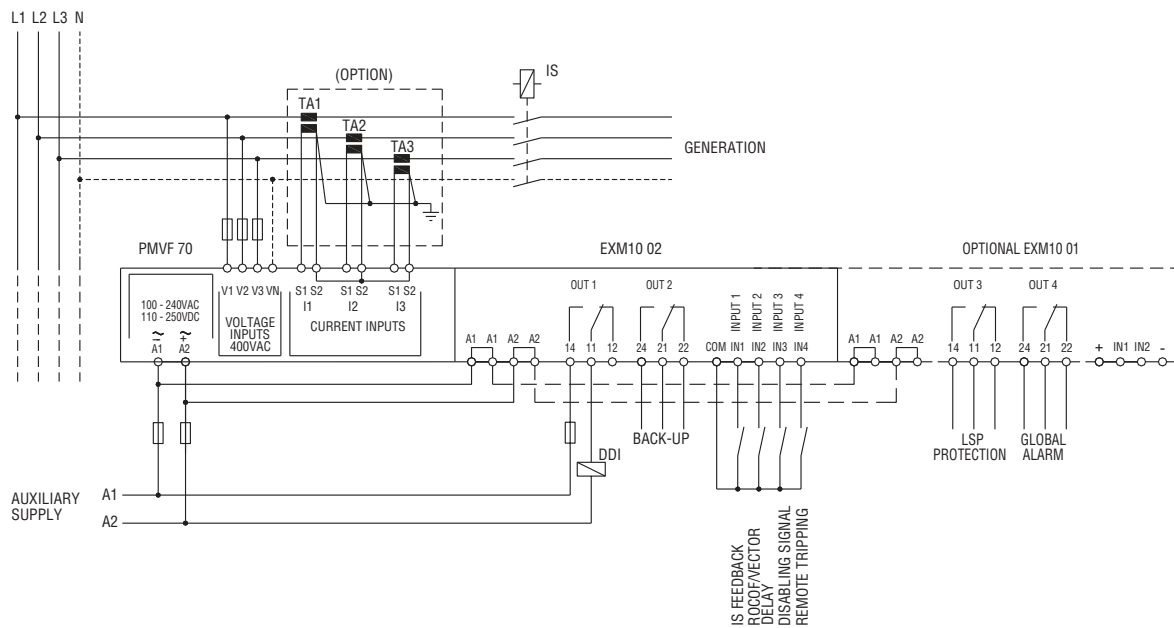 L1 L2 L3 N
(OPTION)
IS
TA1
TA2
TA3
GENERATION
PMVF 70
EXM10 02
OPTIONAL EXM10 01
100 - 240VAC
110 - 250VDC
~ ~
– +
A1 A2
V1 V2 V3 VN
VOLTAGE
INPUTS
400VAC
S1 S2 S1 S2 S1 S2
I1 I2 I3
CURRENT INPUTS
OUT 1
OUT 2
INPUT 1
INPUT 2
INPUT 3
INPUT 4
OUT 3
OUT 4
A1 A1 A2 A2
14 11 12
24 21 22
COM IN1 IN2 IN3 IN4
A1 A1 A2 A2
14 11 12
24 21 22
+ IN1 IN2 -
BACK-UP
LSP
PROTECTION
GLOBAL
ALARM
DDI
AUXILIARY
SUPPLY
A1
A2
IS FEEDBACK
ROCOF/VECTOR
DELAY
DISABLING SIGNAL
REMOTE TRIPPING